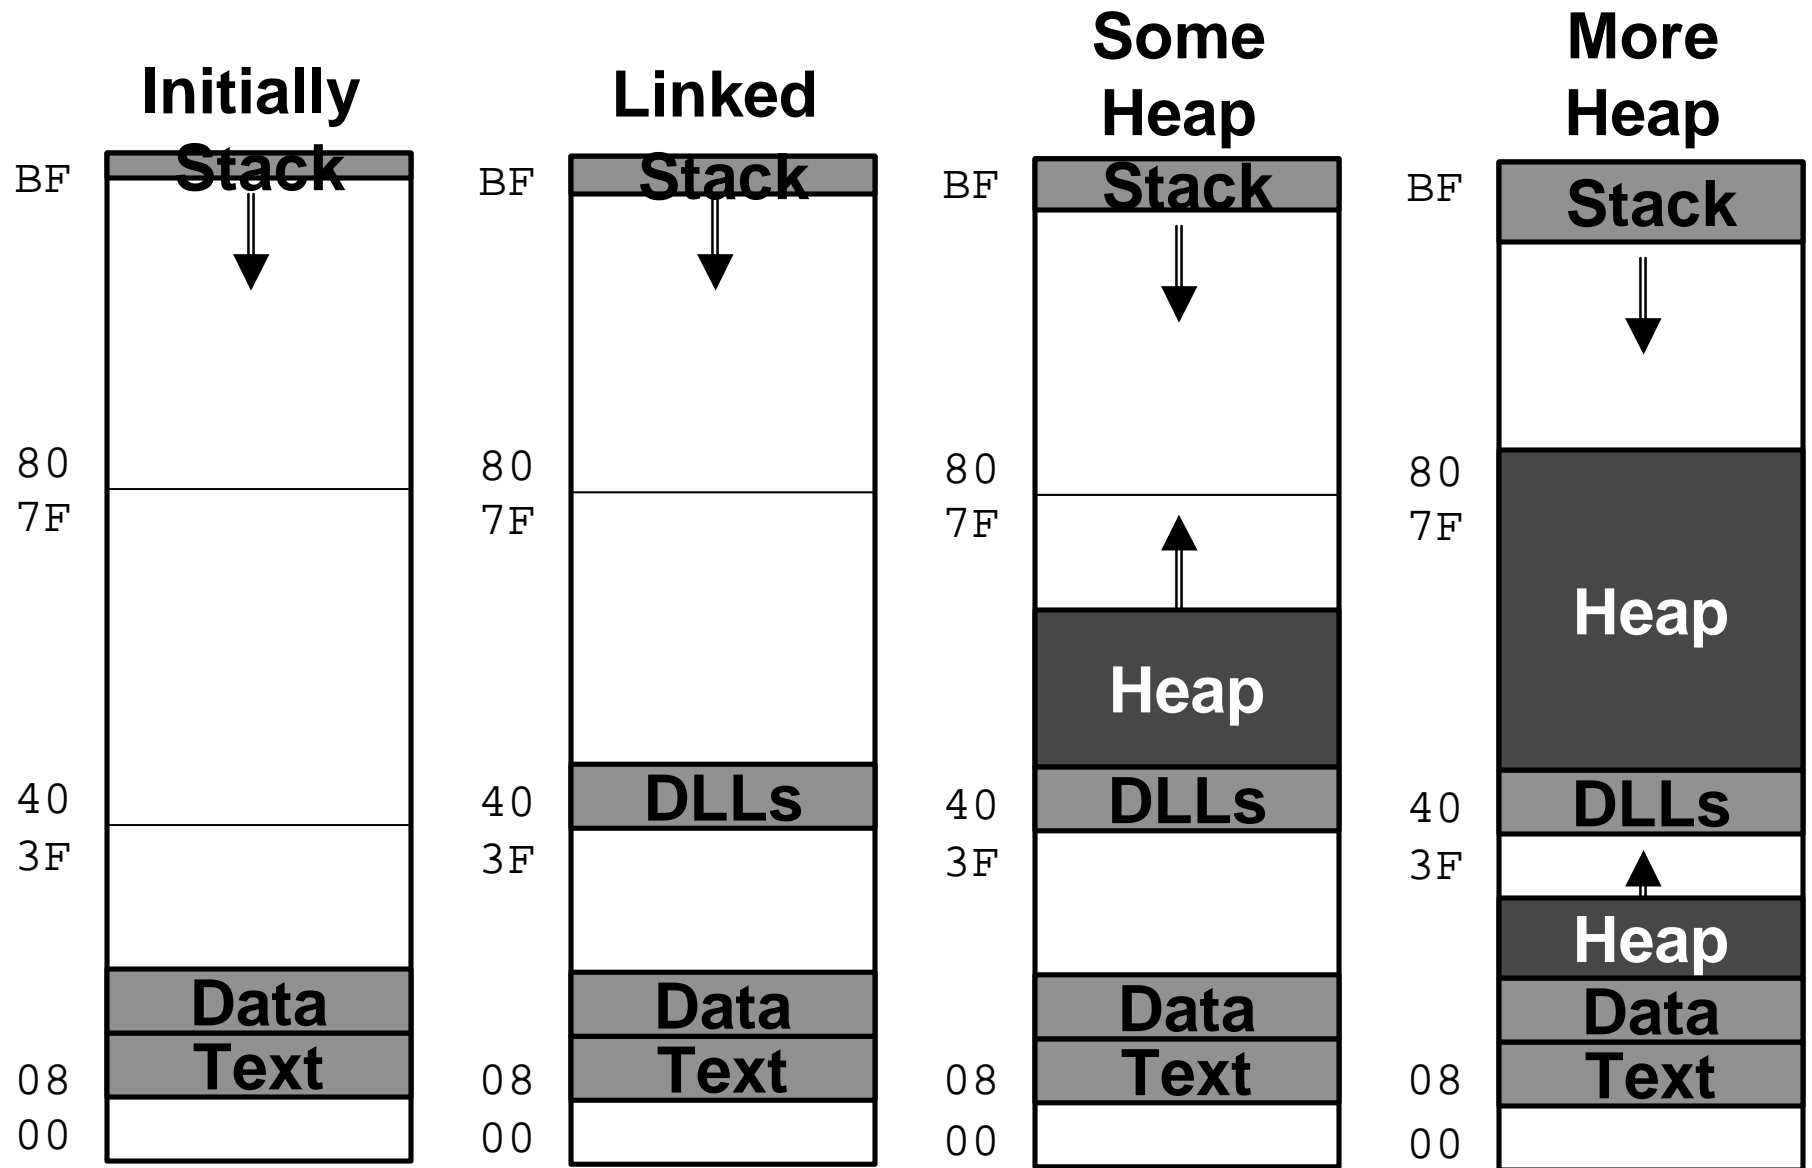 Initially
Stack
BF
80
7F
40
3F
Data
Text
08
00
Linked
Stack
BF
80
7F
DLLs
40
3F
Data
Text
08
00
Some
Heap
Stack
BF
80
7F
Heap
DLLs
40
3F
Data
Text
08
00
More
Heap
Stack
BF
80
7F
Heap
DLLs
40
3F
Heap
Data
Text
08
00